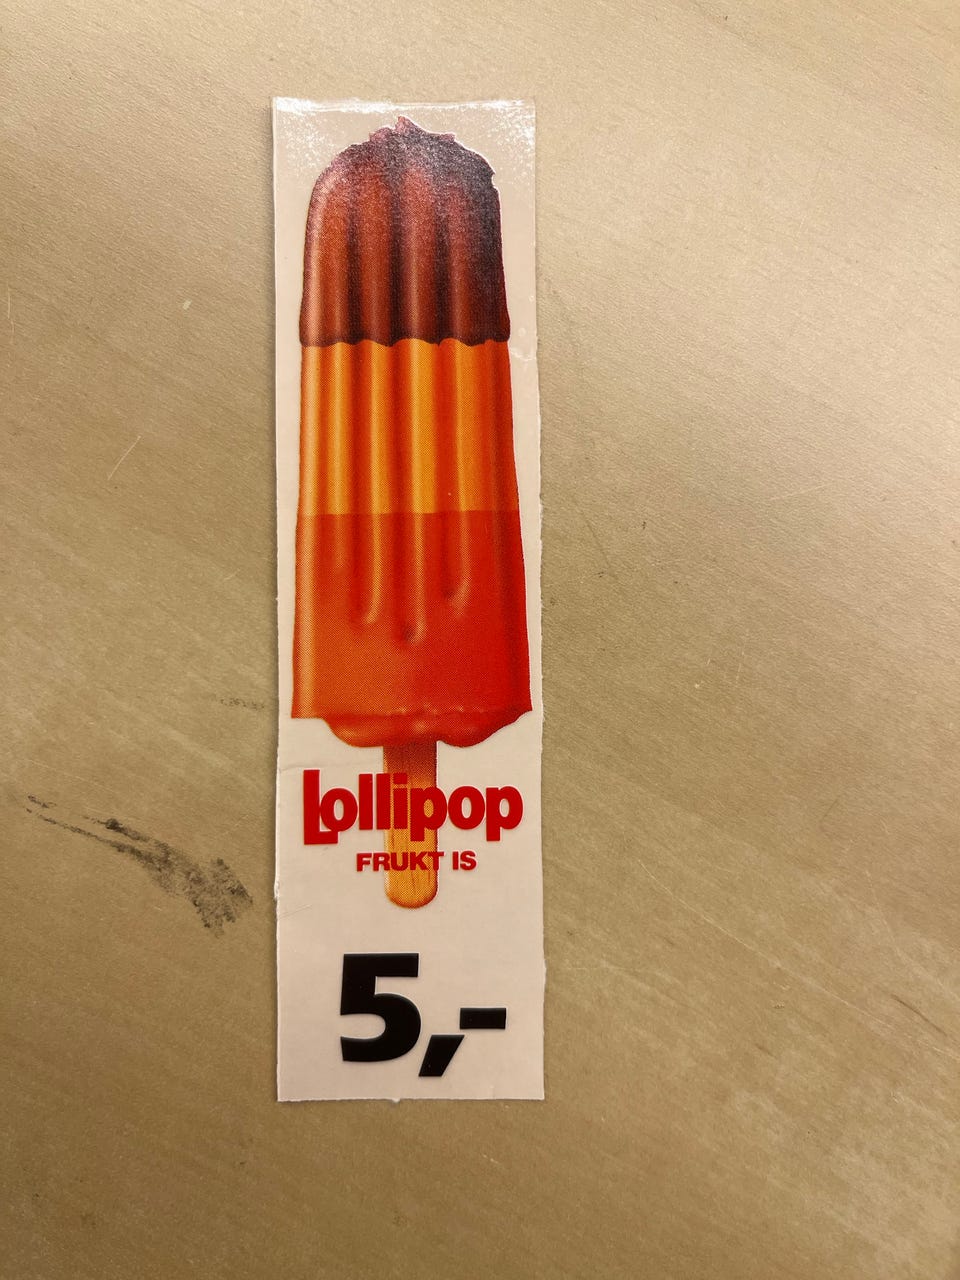 Lollipop
FRUKT IS
5,-